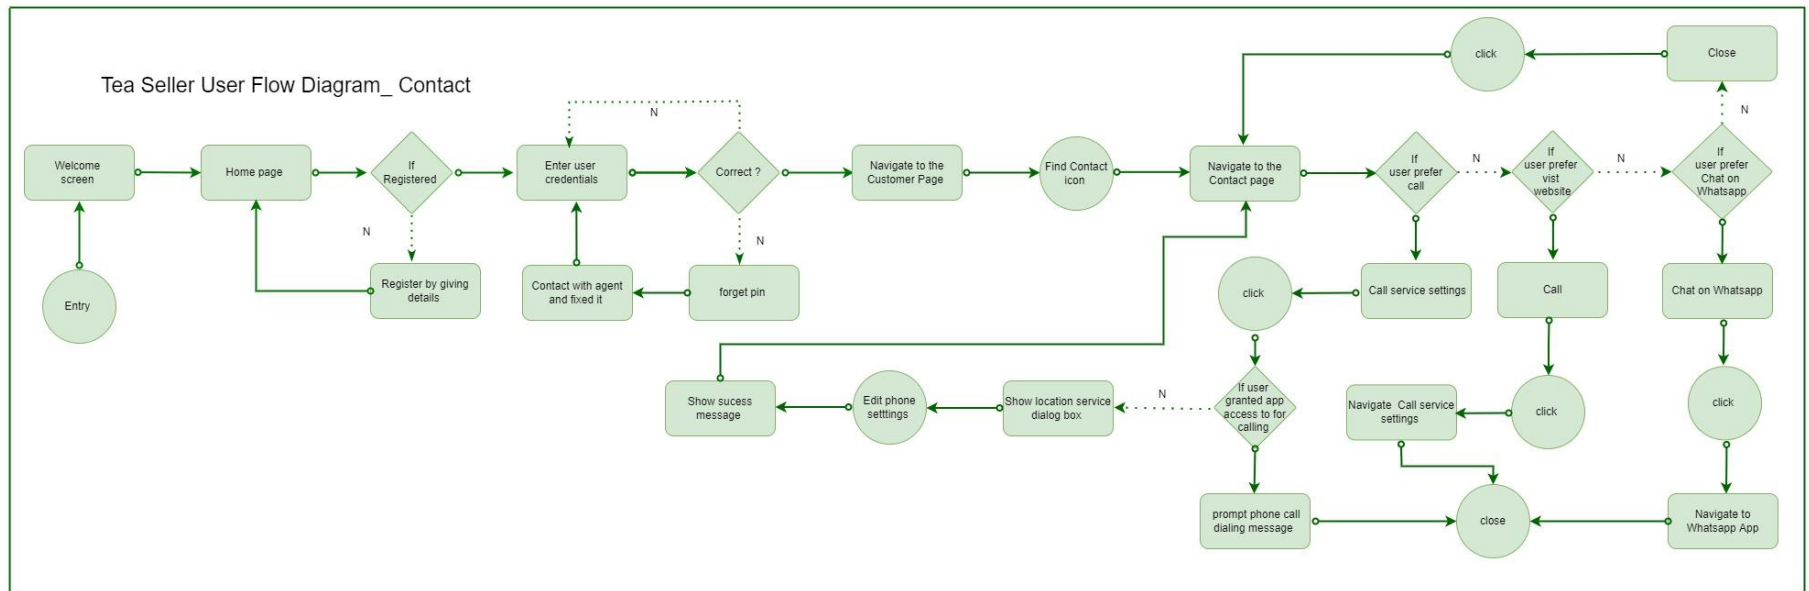 Tea Seller User Flow Diagram_ Contact
click
Close
N
N
Welcome
screen
Home page
If
Registered
Enter user
credentials
Correct ?
Navigate to the
Customer Page
Find Contact
icon
Navigate to the
Contact page
If
user prefer
call
N
If
user prefer
vist
website
N
If
user prefer
Chat on
Whatsapp
N
N
Entry
Register by giving
details
Contact with agent
and fixed it
forget pin
click
Call service settings
Call
Chat on Whatsapp
Show sucess
message
Edit phone
setttings
Show location service
dialog box
N
If user
granted app
access to for
calling
Navigate Call service
settings
click
click
prompt phone call
dialing message
close
Navigate to
Whatsapp App